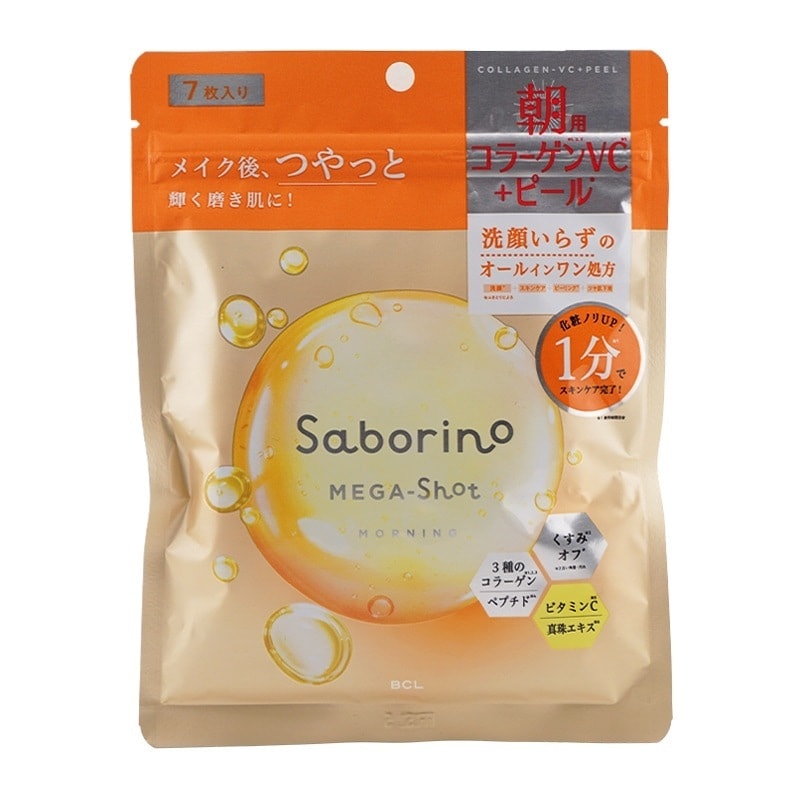 7枚入り
メイク後、つやっと
輝く磨き肌に!
COLLAGEN-VC+PEEL
朝用
コラーゲンVC
+ピール
洗顔いらずの
オールインワン処方
化粧ノリUP!
1分で
スキンケア完了!
Saborino
MEGA-Shot
MORNING
くすみ
オフ
3種の
コラーゲン
ペプチド
ビタミンC
真珠エキス
BCL